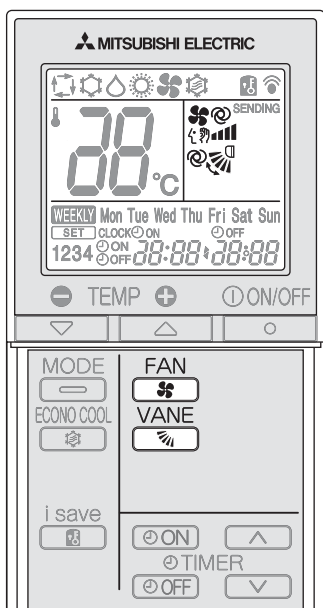 MITSUBISHI ELECTRIC
SENDING
°C
WEEKLY Mon Tue Wed Thu Fri Sat Sun
SET CLOCK ON OFF
1234 ON OFF 88:88 88:88
TEMP ON/OFF
MODE FAN
ECONO COOL VANE
i save
ON
TIMER
OFF